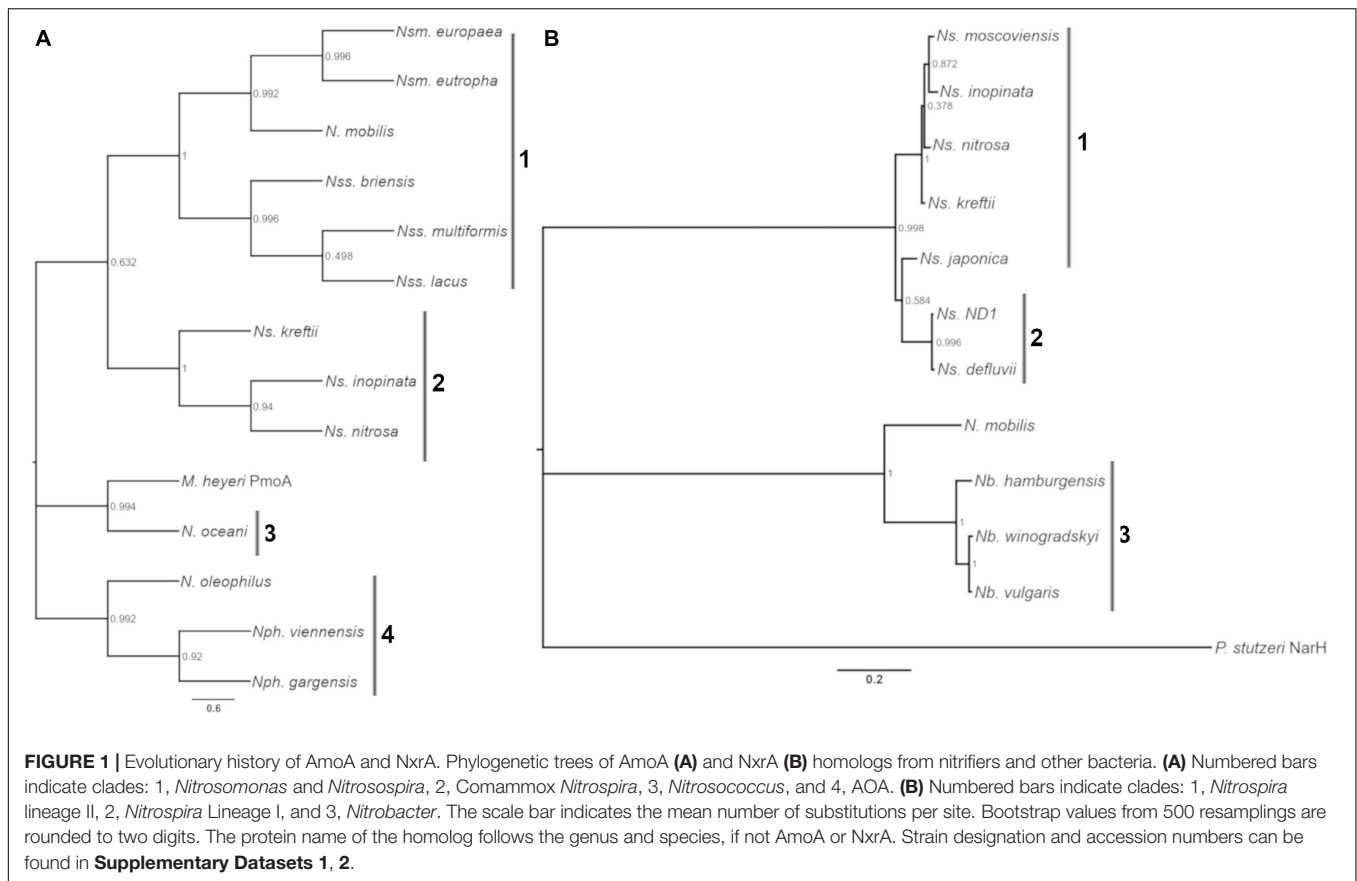 A
Nsm. europaea
0.996
Nsm. eutropha
0.992
N. mobilis
1
1
Nss. briensis
0.996
Nss. multiformis
0.498
Nss. lacus
0.632
Ns. kreftii
1
Ns. inopinata
2
0.94
Ns. nitrosa
M. heyeri PmoA
0.994
N. oceani
3
N. oleophilus
0.992
Nph. viennensis
4
0.92
Nph. gargensis
0.6
B
Ns. moscoviensis
0.872
Ns. inopinata
0.378
Ns. nitrosa
1
1
Ns. kreftii
0.998
Ns. japonica
0.584
Ns. ND1
2
0.996
Ns. defluvii
N. mobilis
1
Nb. hamburgensis
1
Nb. winogradskyi
3
1
Nb. vulgaris
P. stutzeri NarH
0.2
FIGURE 1 | Evolutionary history of AmoA and NxrA. Phylogenetic trees of AmoA (A) and NxrA (B) homologs from nitrifiers and other bacteria. (A) Numbered bars
indicate clades: 1, Nitrosomonas and Nitrosospira, 2, Comammox Nitrospira, 3, Nitrosococcus, and 4, AOA. (B) Numbered bars indicate clades: 1, Nitrospira
lineage II, 2, Nitrospira Lineage I, and 3, Nitrobacter. The scale bar indicates the mean number of substitutions per site. Bootstrap values from 500 resamplings are
rounded to two digits. The protein name of the homolog follows the genus and species, if not AmoA or NxrA. Strain designation and accession numbers can be
found in Supplementary Datasets 1, 2.